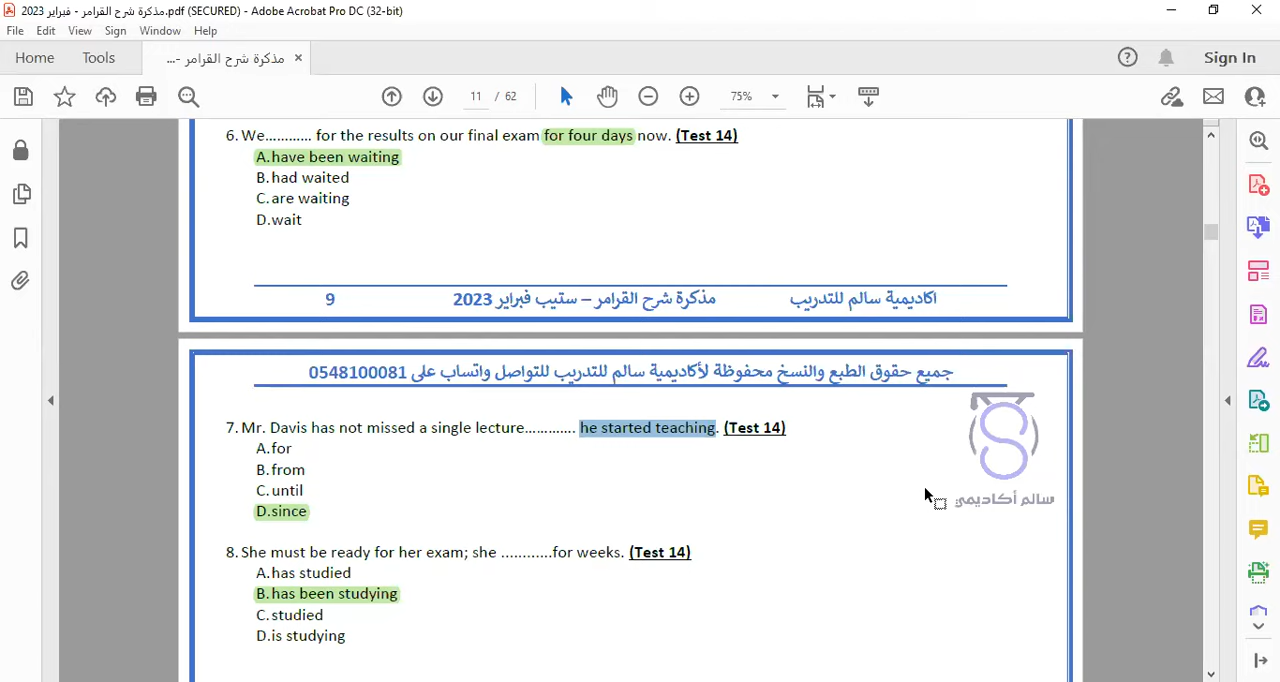 مذكرة شرح القرامر - فبراير 2023.pdf (SECURED) - Adobe Acrobat Pro DC (32-bit)
File Edit View Sign Window Help
Home Tools مذكرة شرح القرامر -... × Sign In
11 / 62 75%
6. We............ for the results on our final exam for four days now. (Test 14)
A. have been waiting
B. had waited
C. are waiting
D. wait
اكاديمية سالم للتدريب مذكرة شرح القرامر – ستيب فبراير 2023 9
جميع حقوق الطبع والنسخ محفوظة لأكاديمية سالم للتدريب للتواصل واتساب على 0548100081
7. Mr. Davis has not missed a single lecture............ he started teaching. (Test 14)
A. for
B. from
C. until
D. since
سالم أكاديمي
8. She must be ready for her exam; she ............for weeks. (Test 14)
A. has studied
B. has been studying
C. studied
D. is studying